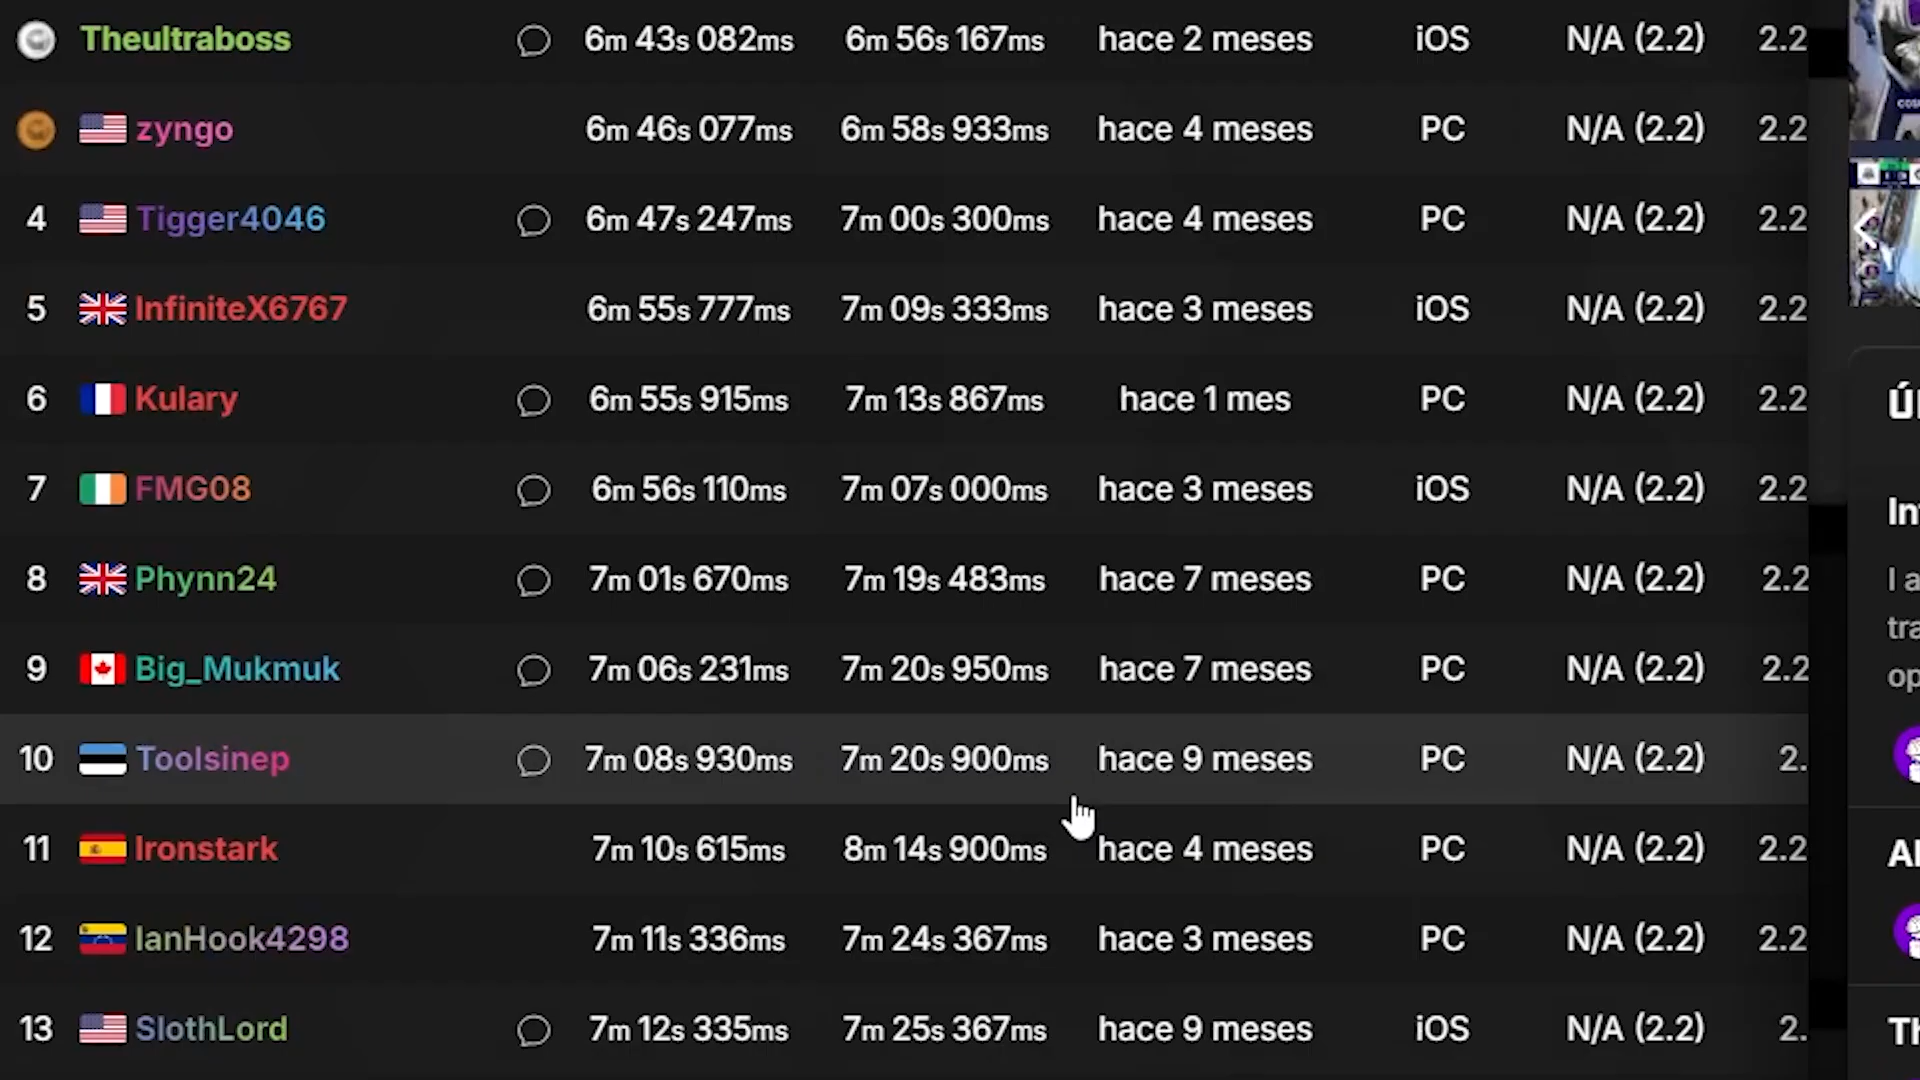 Theultraboss 6m 43s 082ms 6m 56s 167ms hace 2 meses iOS N/A (2.2) 2.2
zyngo 6m 46s 077ms 6m 58s 933ms hace 4 meses PC N/A (2.2) 2.2
4 Tigger4046 6m 47s 247ms 7m 00s 300ms hace 4 meses PC N/A (2.2) 2.2
5 InfiniteX6767 6m 55s 777ms 7m 09s 333ms hace 3 meses iOS N/A (2.2) 2.2
6 Kulary 6m 55s 915ms 7m 13s 867ms hace 1 mes PC N/A (2.2) 2.2
7 FMG08 6m 56s 110ms 7m 07s 000ms hace 3 meses iOS N/A (2.2) 2.2
8 Phynn24 7m 01s 670ms 7m 19s 483ms hace 7 meses PC N/A (2.2) 2.2
9 Big_Mukmuk 7m 06s 231ms 7m 20s 950ms hace 7 meses PC N/A (2.2) 2.2
10 Toolsinep 7m 08s 930ms 7m 20s 900ms hace 9 meses PC N/A (2.2) 2.
11 Ironstark 7m 10s 615ms 8m 14s 900ms hace 4 meses PC N/A (2.2) 2.2
12 IanHook4298 7m 11s 336ms 7m 24s 367ms hace 3 meses PC N/A (2.2) 2.2
13 SlothLord 7m 12s 335ms 7m 25s 367ms hace 9 meses iOS N/A (2.2) 2.